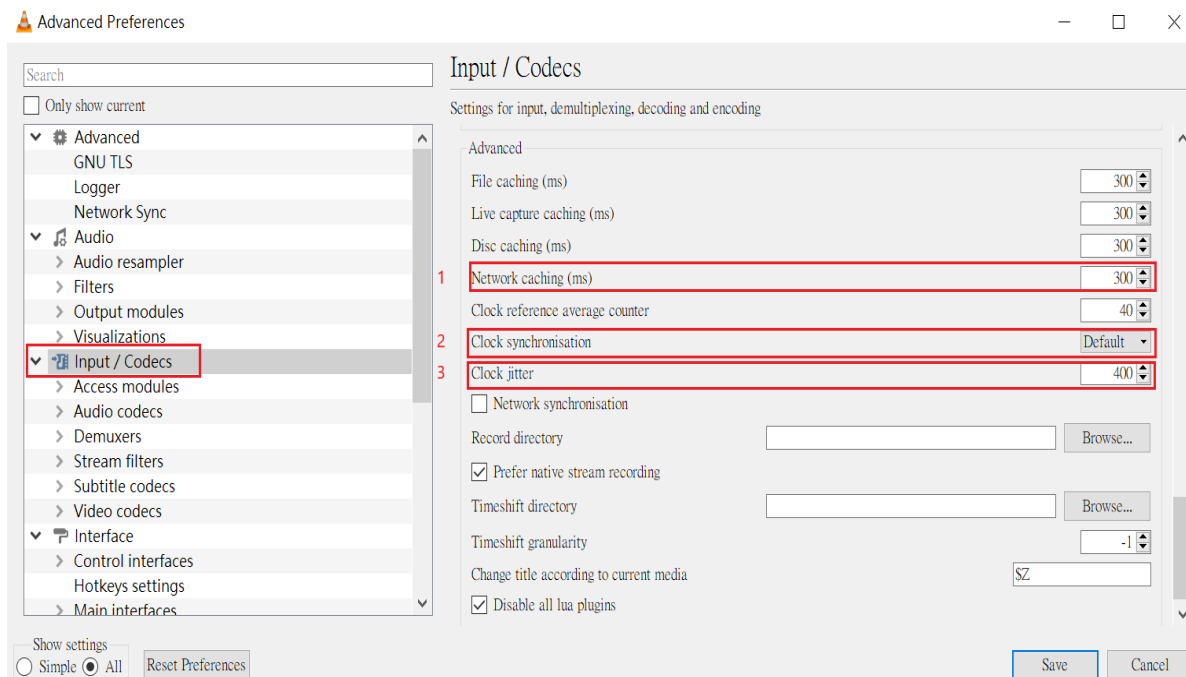 Advanced Preferences
Search
Only show current
Advanced
GNU TLS
Logger
Network Sync
Audio
Audio resampler
Filters
Output modules
Visualizations
Input / Codecs
Access modules
Audio codecs
Demuxers
Stream filters
Subtitle codecs
Video codecs
Interface
Control interfaces
Hotkeys settings
Main interfaces
Show settings
Simple All Reset Preferences
Input / Codecs
Settings for input, demultiplexing, decoding and encoding
Advanced
File caching (ms) 300
Live capture caching (ms) 300
Disc caching (ms) 300
1 Network caching (ms) 300
Clock reference average counter 40
2 Clock synchronisation Default
3 Clock jitter 400
Network synchronisation
Record directory Browse...
Prefer native stream recording
Timeshift directory Browse...
Timeshift granularity -1
Change title according to current media $Z
Disable all lua plugins
Save Cancel